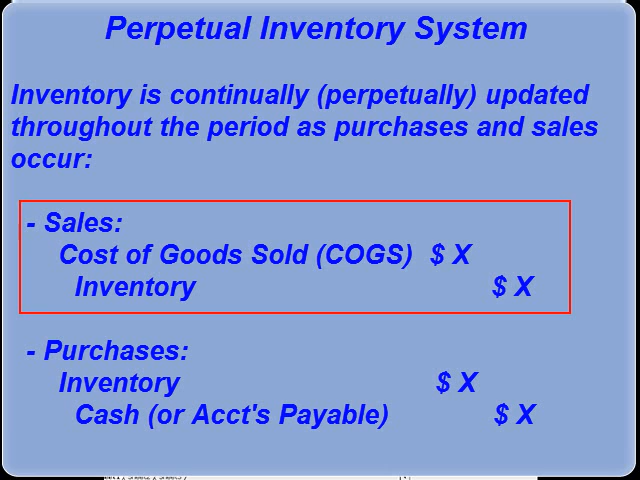 Perpetual Inventory System
Inventory is continually (perpetually) updated
throughout the period as purchases and sales
occur:
- Sales:
Cost of Goods Sold (COGS) $ X
Inventory $ X
- Purchases:
Inventory $ X
Cash (or Acct's Payable) $ X